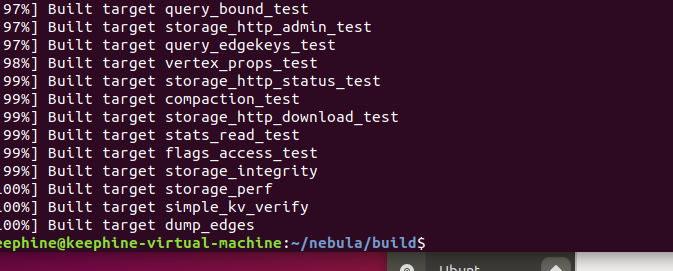 97%] Built target query_bound_test
97%] Built target storage_http_admin_test
97%] Built target query_edgekeys_test
98%] Built target vertex_props_test
99%] Built target storage_http_status_test
99%] Built target compaction_test
99%] Built target storage_http_download_test
99%] Built target stats_read_test
99%] Built target flags_access_test
99%] Built target storage_integrity
100%] Built target storage_perf
100%] Built target simple_kv_verify
100%] Built target dump_edges
eephine@keephine-virtual-machine:~/nebula/build$